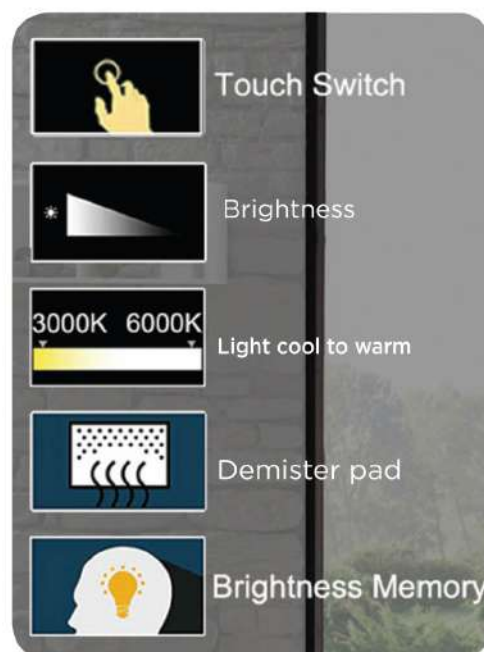 Touch Switch
Brightness
3000K 6000K
Light cool to warm
Demister pad
Brightness Memory